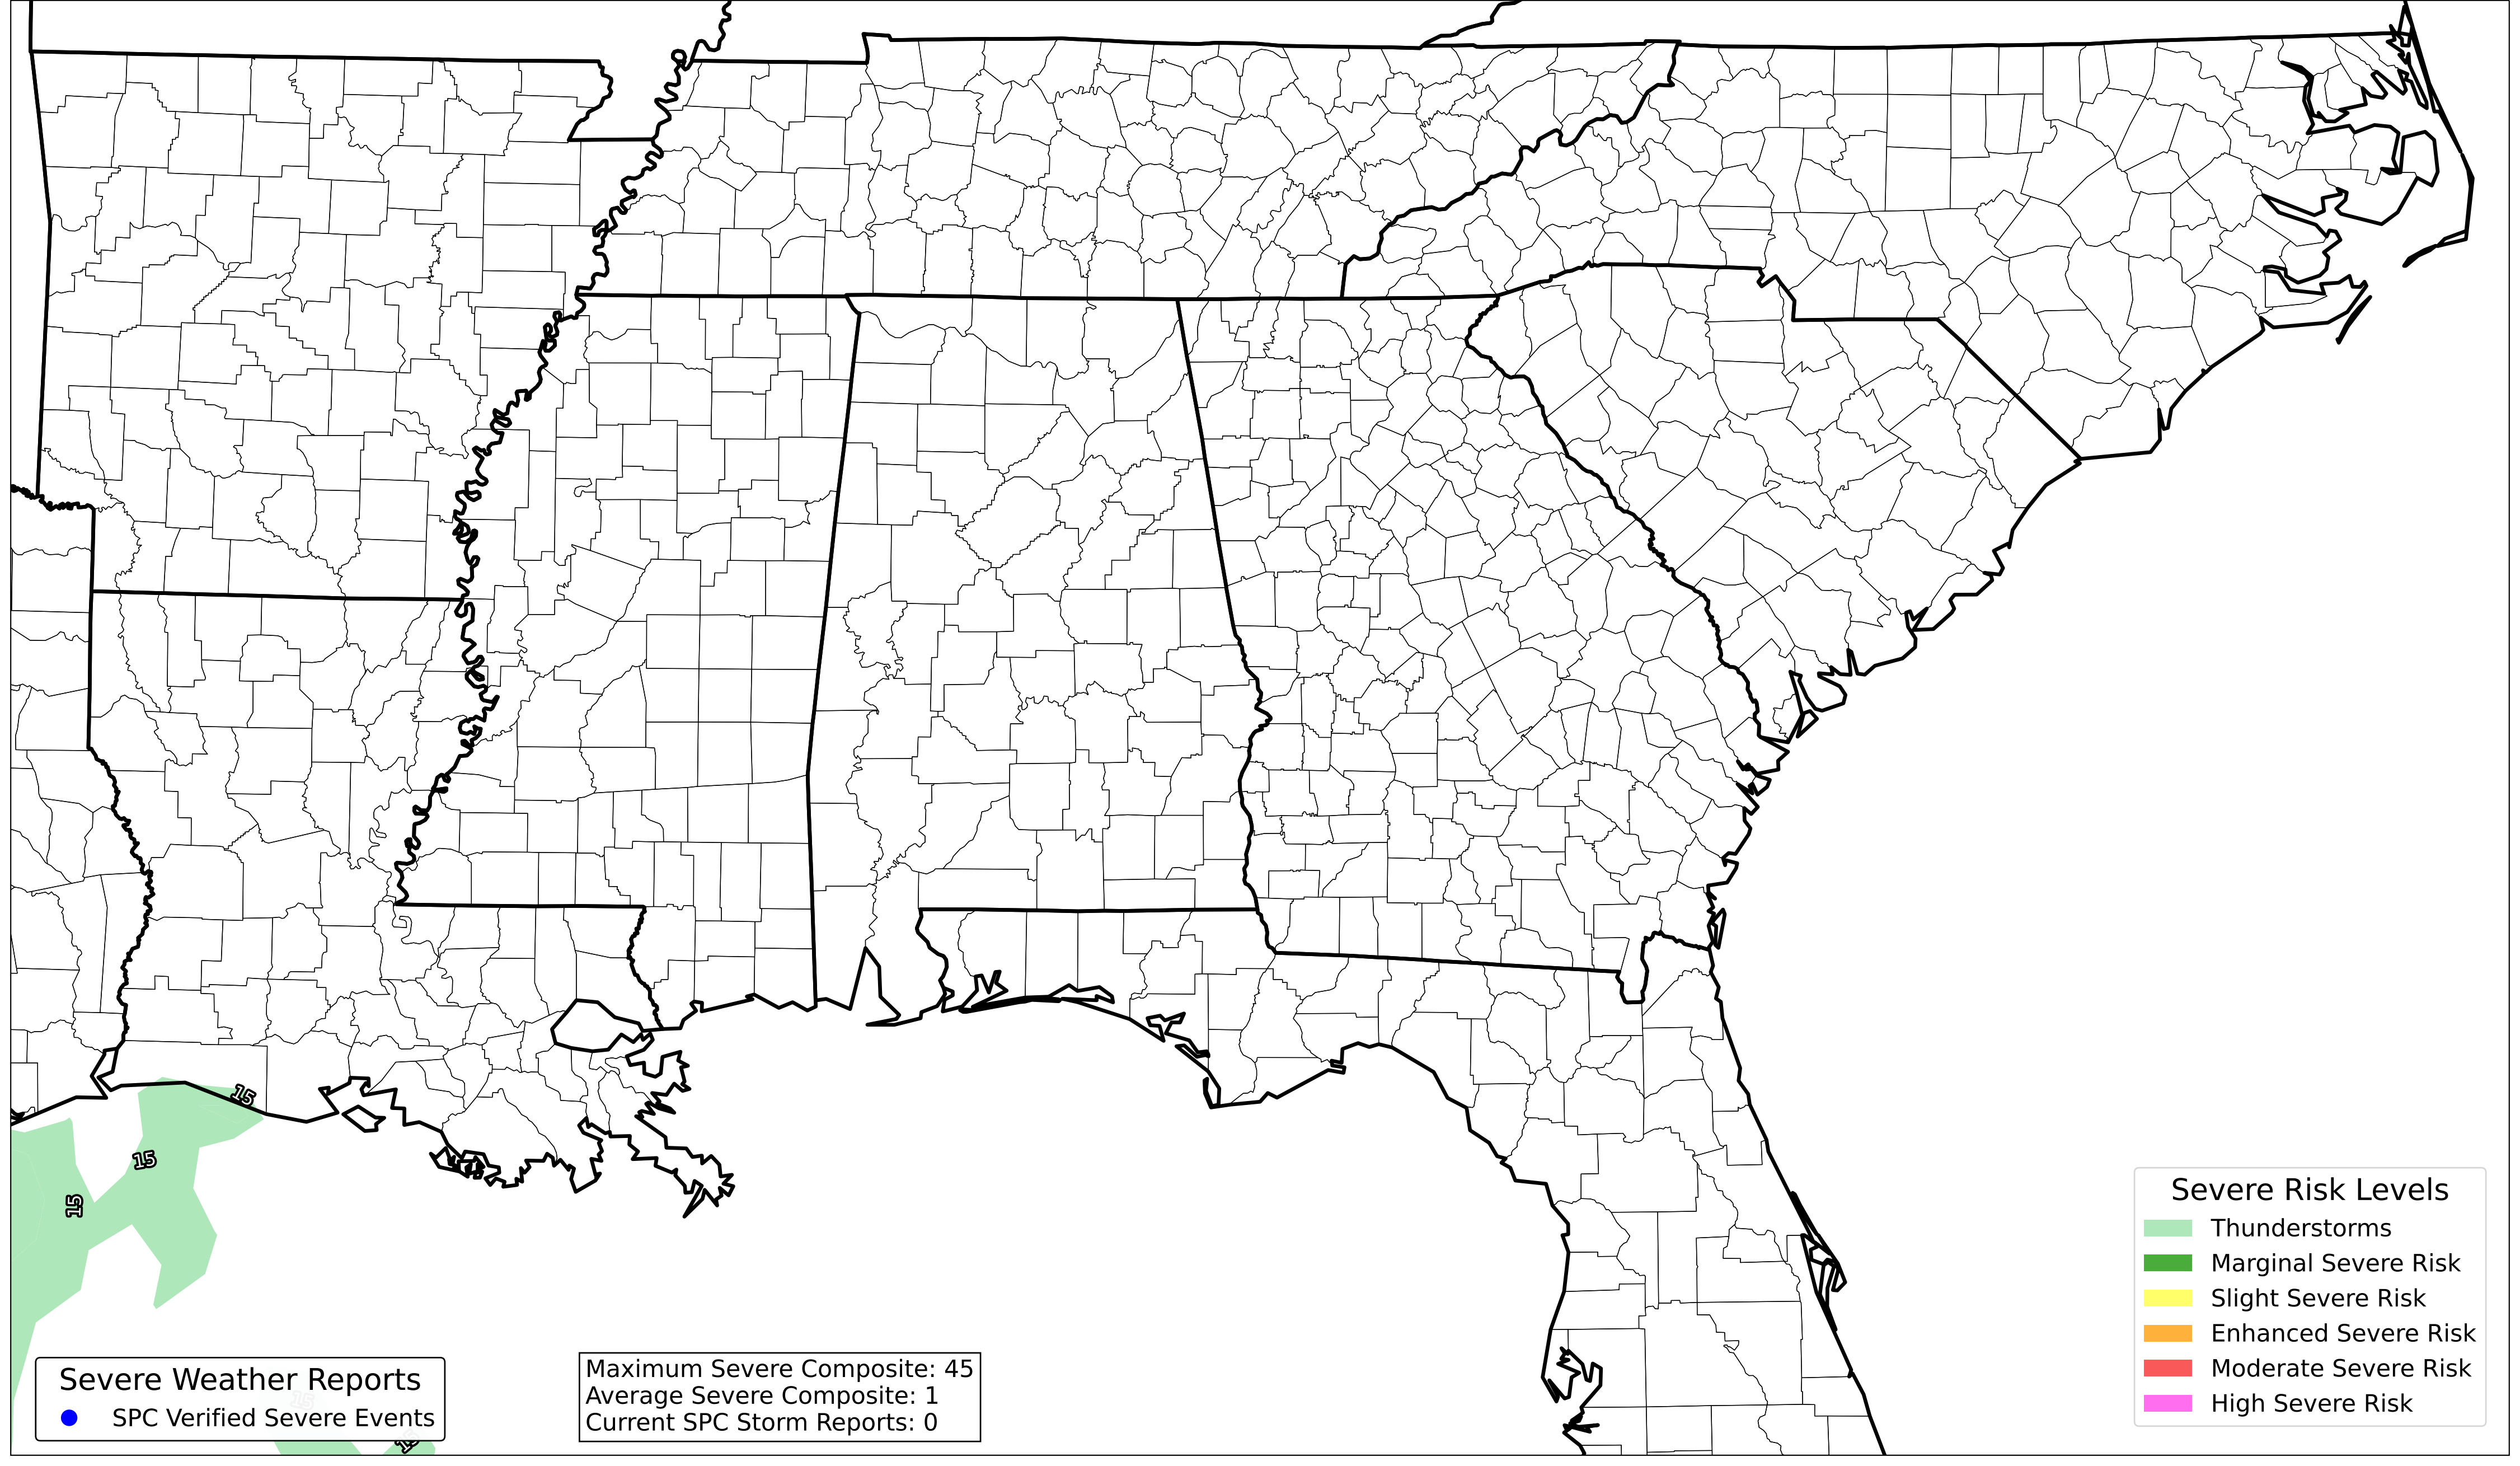 15
15
15
Severe Risk Levels
Thunderstorms
Marginal Severe Risk
Slight Severe Risk
Enhanced Severe Risk
Moderate Severe Risk
High Severe Risk
Severe Weather Reports
SPC Verified Severe Events
15
15
Maximum Severe Composite: 45
Average Severe Composite: 1
Current SPC Storm Reports: 0